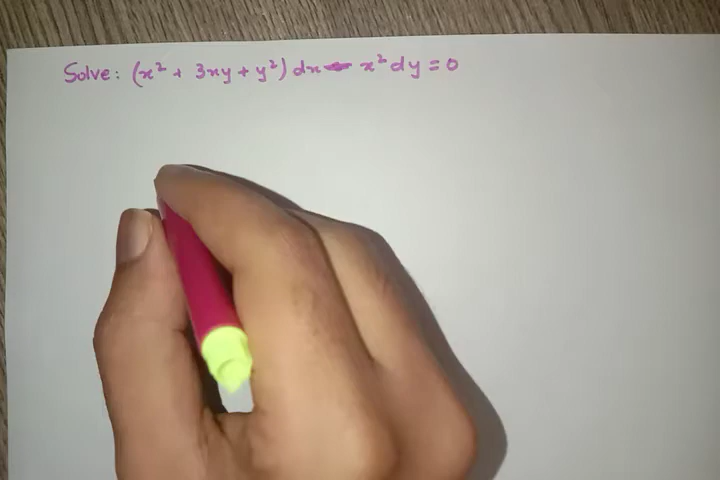 Solve: (x² + 3xy + y²) dx - x² dy = 0